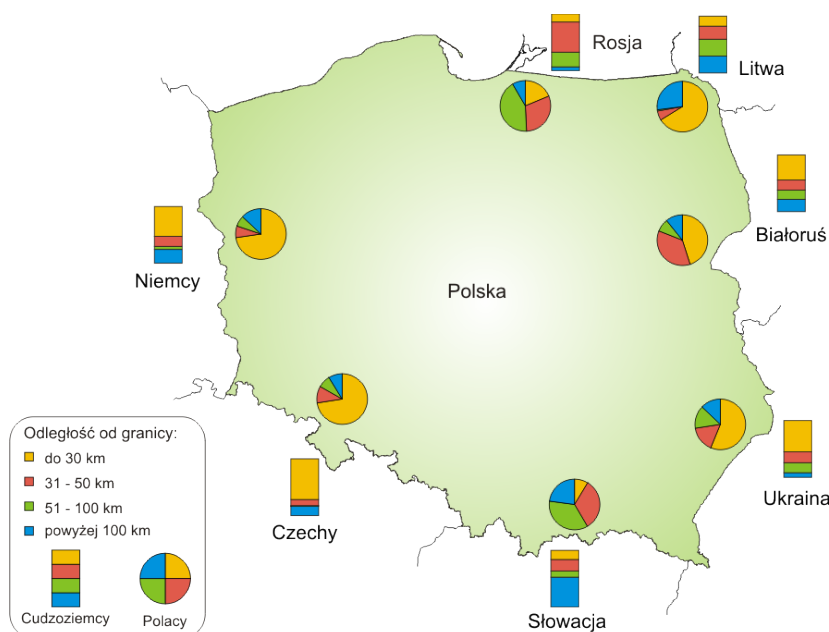 Rosja
Litwa
Białoruś
Niemcy
Polska
Ukraina
Czechy
Słowacja
Odległość od granicy:
do 30 km
31 - 50 km
51 - 100 km
powyżej 100 km
Cudzoziemcy
Polacy